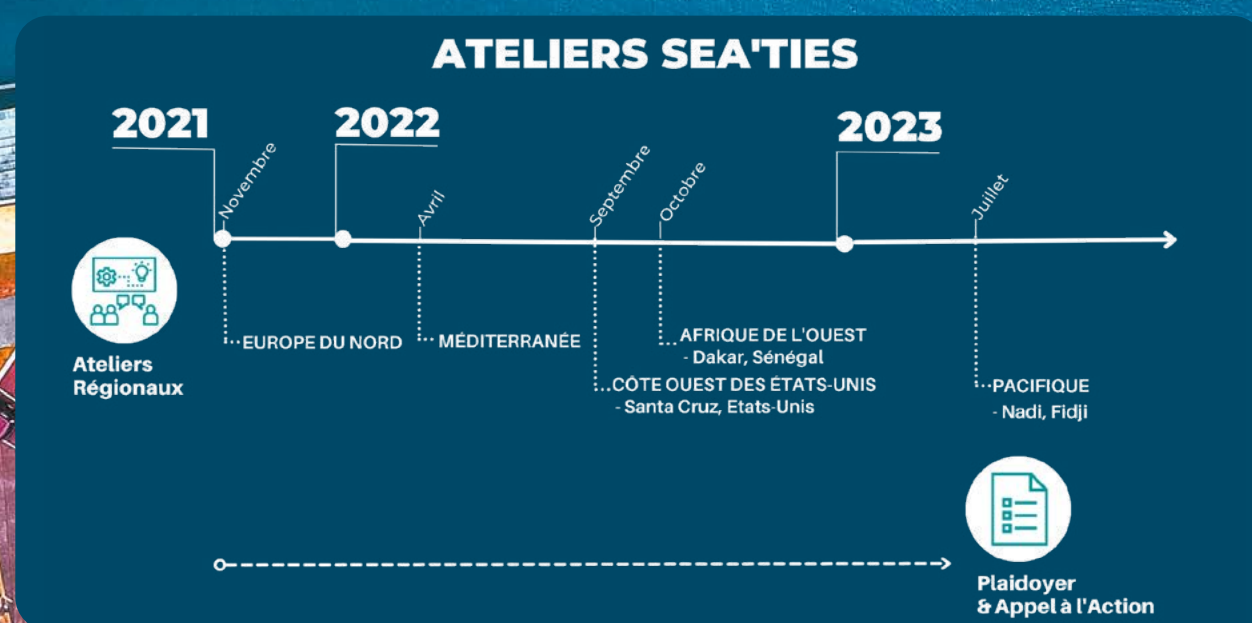 ATELIERS SEA'TIES
2021
2022
2023
Novembre
Avril
Septembre
Octobre
Juillet
Ateliers
Régionaux
EUROPE DU NORD
MÉDITERRANÉE
AFRIQUE DE L'OUEST
- Dakar, Sénégal
CÔTE OUEST DES ÉTATS-UNIS
- Santa Cruz, Etats-Unis
PACIFIQUE
- Nadi, Fidji
Plaidoyer
& Appel à l'Action